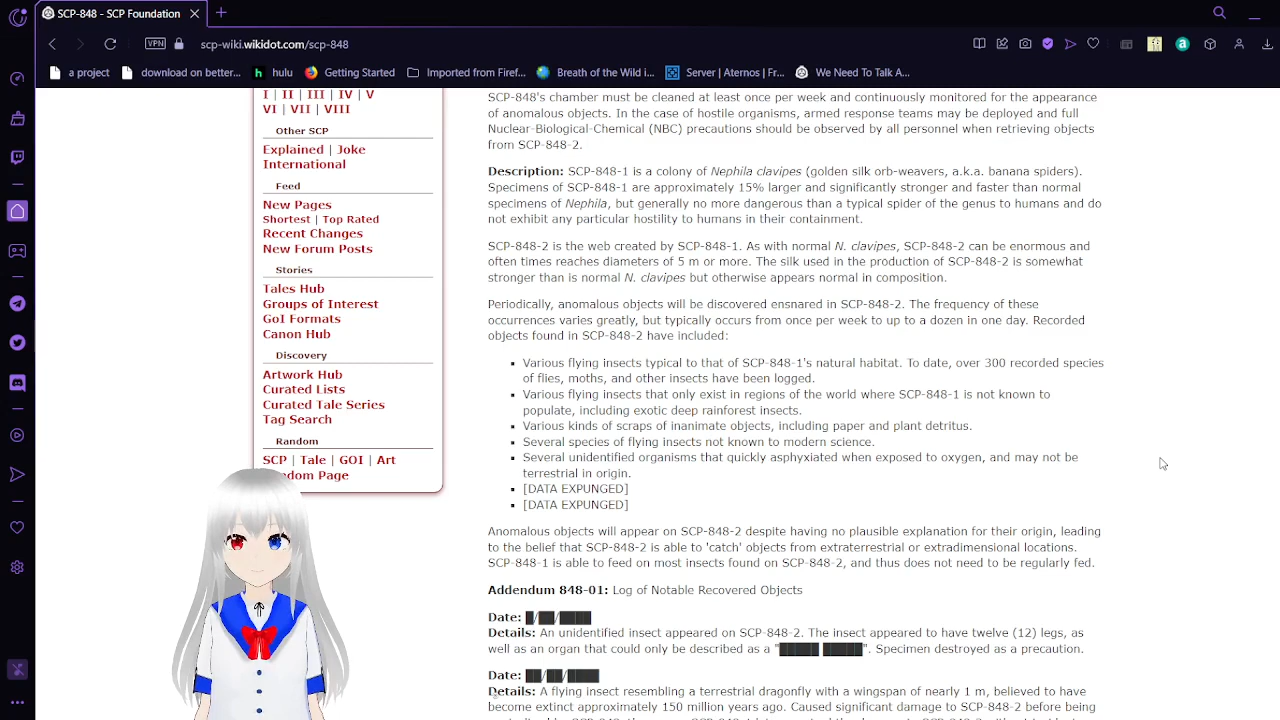 SCP-848 - SCP Foundation
VPN
scp-wiki.wikidot.com/scp-848
a project
download on better...
hulu
Getting Started
Imported from Firef...
Breath of the Wild i...
Server | Aternos | Fr...
We Need To Talk A...
I | II | III | IV | V
VI | VII | VIII
Other SCP
Explained | Joke
International
Feed
New Pages
Shortest | Top Rated
Recent Changes
New Forum Posts
Stories
Tales Hub
Groups of Interest
GoI Formats
Canon Hub
Discovery
Artwork Hub
Curated Lists
Curated Tale Series
Tag Search
Random
SCP | Tale | GOI | Art
Page
SCP-848's chamber must be cleaned at least once per week and continuously monitored for the appearance
of anomalous objects. In the case of hostile organisms, armed response teams may be deployed and full
Nuclear-Biological-Chemical (NBC) precautions should be observed by all personnel when retrieving objects
from SCP-848-2.
Description: SCP-848-1 is a colony of Nephila clavipes (golden silk orb-weavers, a.k.a. banana spiders).
Specimens of SCP-848-1 are approximately 15% larger and significantly stronger and faster than normal
specimens of Nephila, but generally no more dangerous than a typical spider of the genus to humans and do
not exhibit any particular hostility to humans in their containment.
SCP-848-2 is the web created by SCP-848-1. As with normal N. clavipes, SCP-848-2 can be enormous and
often times reaches diameters of 5 m or more. The silk used in the production of SCP-848-2 is somewhat
stronger than is normal N. clavipes but otherwise appears normal in composition.
Periodically, anomalous objects will be discovered ensnared in SCP-848-2. The frequency of these
occurrences varies greatly, but typically occurs from once per week to up to a dozen in one day. Recorded
objects found in SCP-848-2 have included:
Various flying insects typical to that of SCP-848-1's natural habitat. To date, over 300 recorded species
of flies, moths, and other insects have been logged.
Various flying insects that only exist in regions of the world where SCP-848-1 is not known to
populate, including exotic deep rainforest insects.
Various kinds of scraps of inanimate objects, including paper and plant detritus.
Several species of flying insects not known to modern science.
Several unidentified organisms that quickly asphyxiated when exposed to oxygen, and may not be
terrestrial in origin.
[DATA EXPUNGED]
[DATA EXPUNGED]
Anomalous objects will appear on SCP-848-2 despite having no plausible explanation for their origin, leading
to the belief that SCP-848-2 is able to 'catch' objects from extraterrestrial or extradimensional locations.
SCP-848-1 is able to feed on most insects found on SCP-848-2, and thus does not need to be regularly fed.
Addendum 848-01: Log of Notable Recovered Objects
Date: █/██/████
Details: An unidentified insect appeared on SCP-848-2. The insect appeared to have twelve (12) legs, as
well as an organ that could only be described as a "█████ █████". Specimen destroyed as a precaution.
Date: ██/██/████
Details: A flying insect resembling a terrestrial dragonfly with a wingspan of nearly 1 m, believed to have
become extinct approximately 150 million years ago. Caused significant damage to SCP-848-2 before being